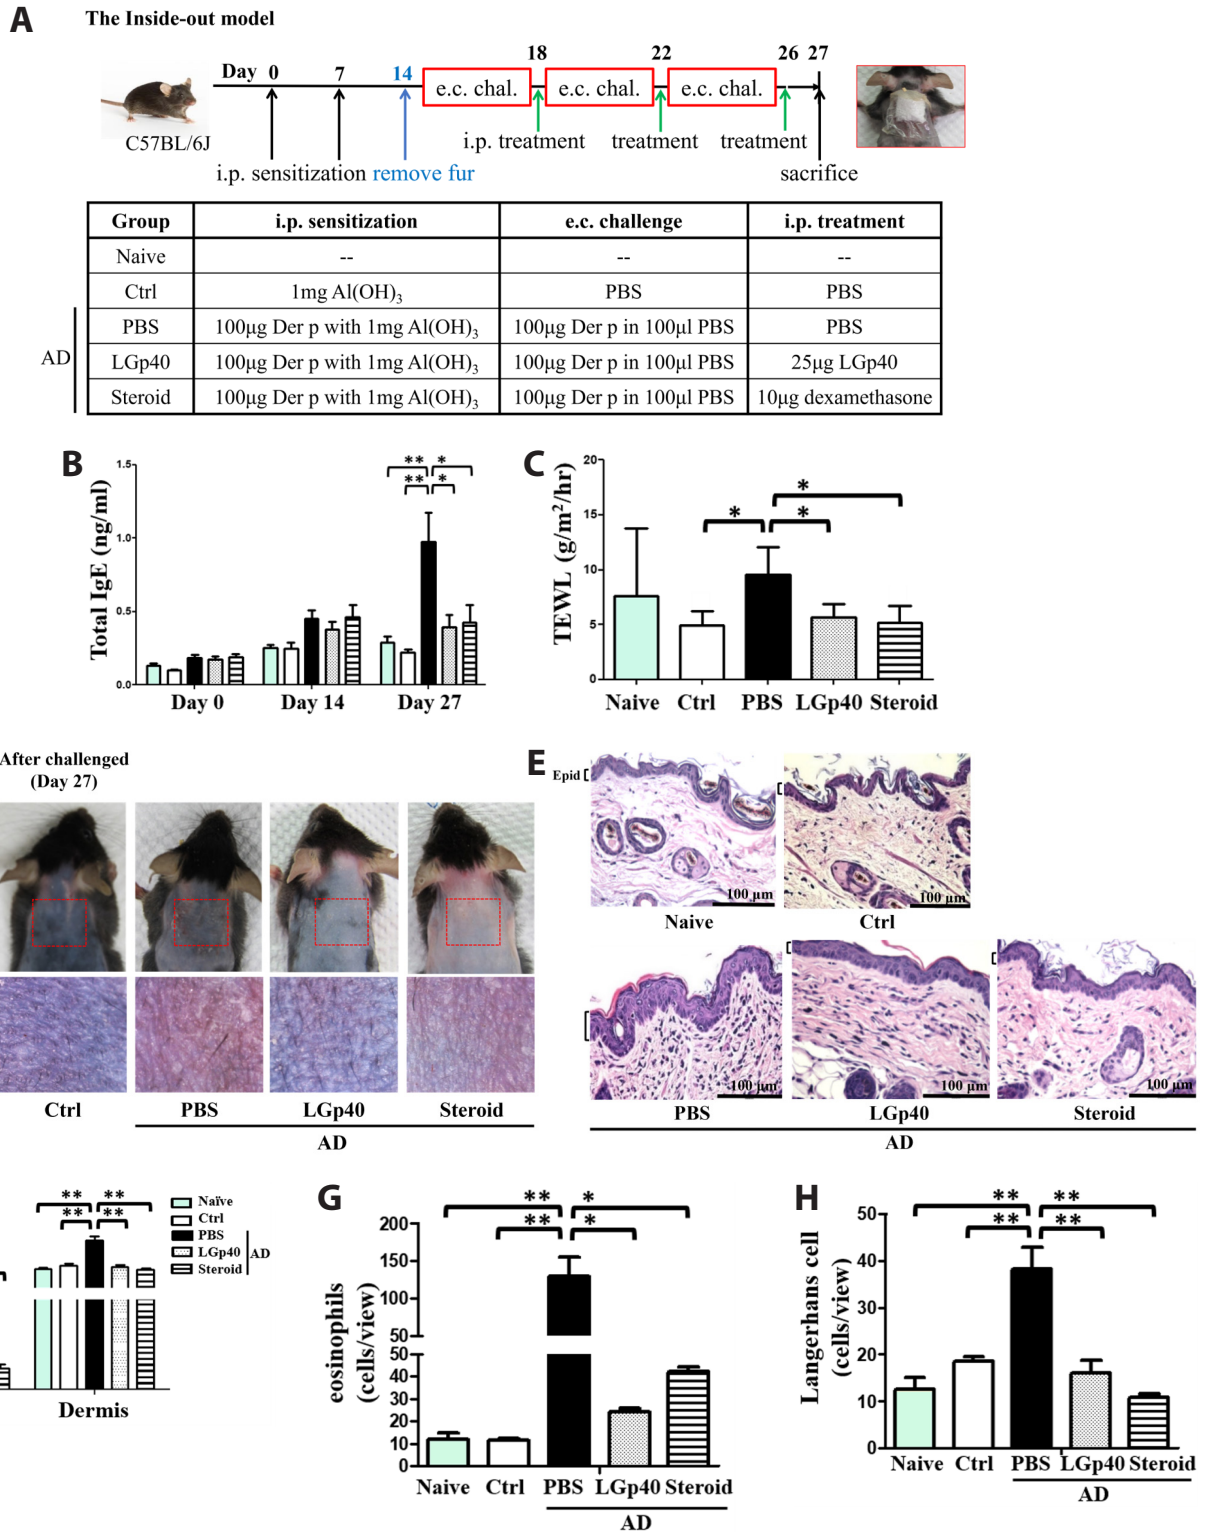 A
The Inside-out model
18 22 26 27
Day 0 7 14 e.c. chal. e.c. chal. e.c. chal.
C57BL/6J
i.p. treatment treatment treatment
i.p. sensitization remove fur sacrifice
Group i.p. sensitization e.c. challenge i.p. treatment
Naive -- -- --
Ctrl 1mg Al(OH)₃ PBS PBS
PBS 100μg Der p with 1mg Al(OH)₃ 100μg Der p in 100μl PBS PBS
AD
LGp40 100μg Der p with 1mg Al(OH)₃ 100μg Der p in 100μl PBS 25μg LGp40
Steroid 100μg Der p with 1mg Al(OH)₃ 100μg Der p in 100μl PBS 10μg dexamethasone
B
Total IgE (ng/ml)
1.5
1.0
0.5
0.0
** *
** *
Day 0 Day 14 Day 27
C
TEWL (g/m²/hr)
20
15
10
5
0
*
* *
Naive Ctrl PBS LGp40 Steroid
After challenged
(Day 27)
Ctrl PBS LGp40 Steroid
AD
E
Epid
100 μm 100 μm
Naive Ctrl
100 μm 100 μm 100 μm
PBS LGp40 Steroid
AD
** **
** **
Dermis
Naïve
Ctrl
PBS
LGp40
Steroid
AD
G
eosinophils
(cells/view)
200
150
100
50
50
40
30
20
10
0
** *
** *
Naive Ctrl PBS LGp40 Steroid
AD
H
Langerhans cell
(cells/view)
50
40
30
20
10
0
** **
** **
Naive Ctrl PBS LGp40 Steroid
AD